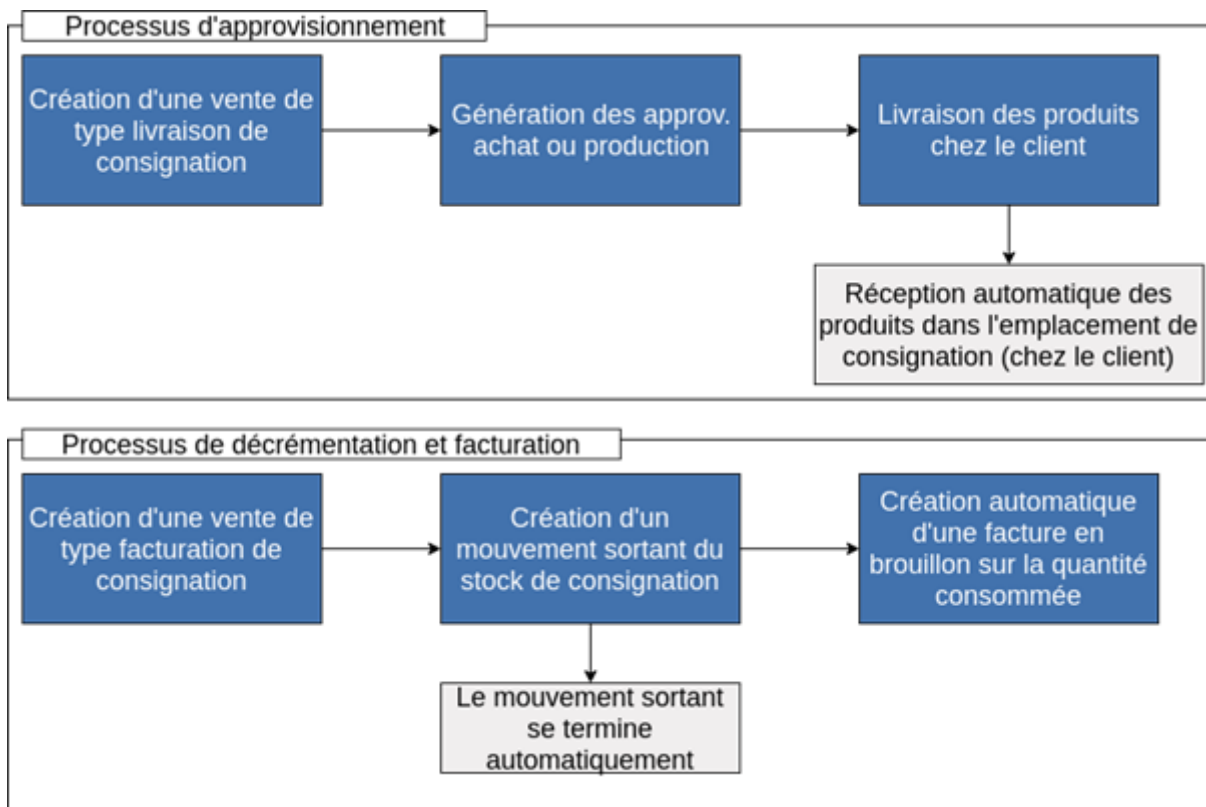 Processus d'approvisionnement
Création d'une vente de
type livraison de
consignation
Génération des approv.
achat ou production
Livraison des produits
chez le client
Réception automatique des
produits dans l'emplacement de
consignation (chez le client)
Processus de décrémentation et facturation
Création d'une vente de
type facturation de
consignation
Création d'un
mouvement sortant du
stock de consignation
Création automatique
d'une facture en
brouillon sur la quantité
consommée
Le mouvement sortant
se termine
automatiquement